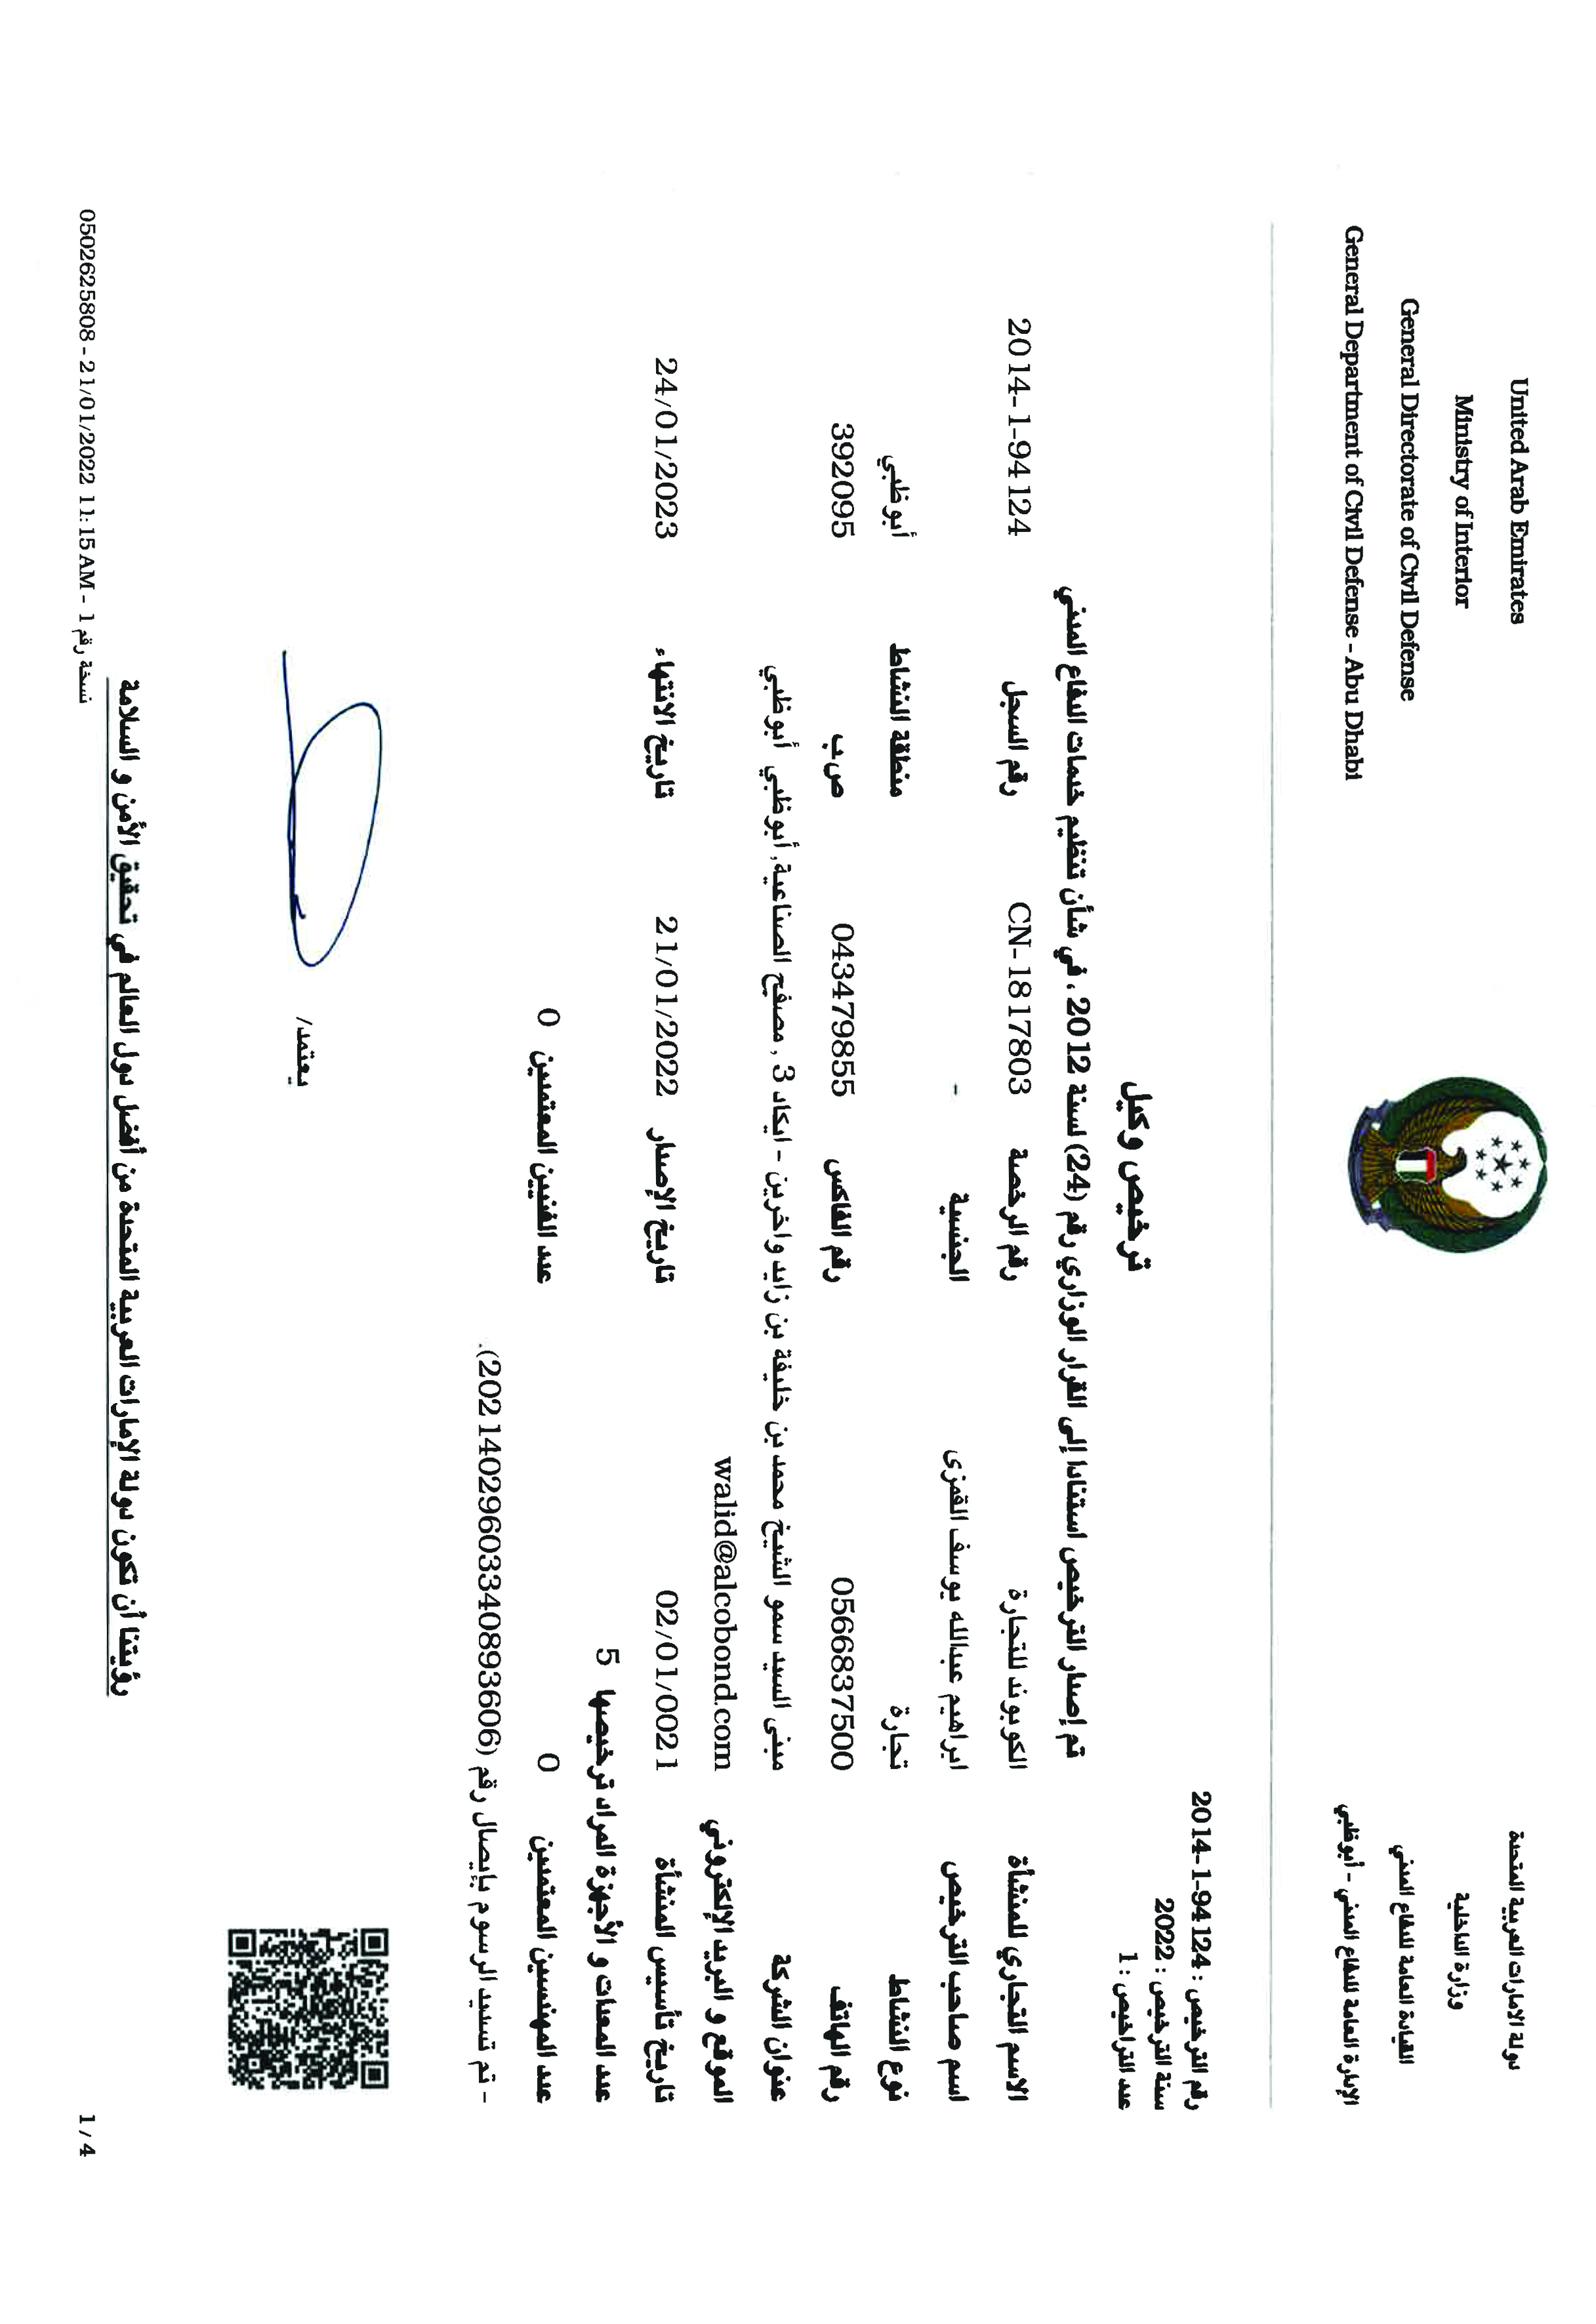 United Arab Emirates
Ministry of Interior
General Directorate of Civil Defense
General Department of Civil Defense - Abu Dhabi
دولة الامارات العربية المتحدة
وزارة الداخلية
القيادة العامة للدفاع المدني
الإدارة العامة للدفاع المدني - أبوظبي
رقم الترخيص : 2014-1-94124
سنة الترخيص : 2022
عدد التراخيص : 1
ترخيص وكيل
تم إصدار الترخيص استنادا إلى القرار الوزاري رقم (24) لسنة 2012 ، في شأن تنظيم خدمات الدفاع المدني
الاسم التجاري للمنشأة الكوبوند للتجارة رقم الرخصة CN-1817803 رقم السجل 2014-1-94124
اسم صاحب الترخيص ابراهيم عبدالله يوسف القمزى الجنسية -
نوع النشاط تجارة منطقة النشاط أبوظبي
رقم الهاتف 0566837500 رقم الفاكس 043479855 ص.ب 392095
عنوان الشركة مبنى السيد سمو الشيخ محمد بن خليفة بن زايد واخرين - ايكاد 3 , مصفح الصناعية, أبوظبي أبوظبي
الموقع و البريد الإلكتروني walid@alcobond.com
تاريخ تأسيس المنشأة 02/01/0021 تاريخ الإصدار 21/01/2022 تاريخ الانتهاء 24/01/2023
عدد المعدات و الأجهزة المراد ترخيصها 5
عدد المهندسين المعتمدين 0 عدد الفنيين المعتمدين 0
- تم تسديد الرسوم بإيصال رقم (2021402960334089360​6).
يعتمد/
رؤيتنا أن تكون دولة الإمارات العربية المتحدة من أفضل دول العالم في تحقيق الأمن و السلامة
0502625808 - 21/01/2022 11:15 AM - نسخة رقم 1
1 / 4